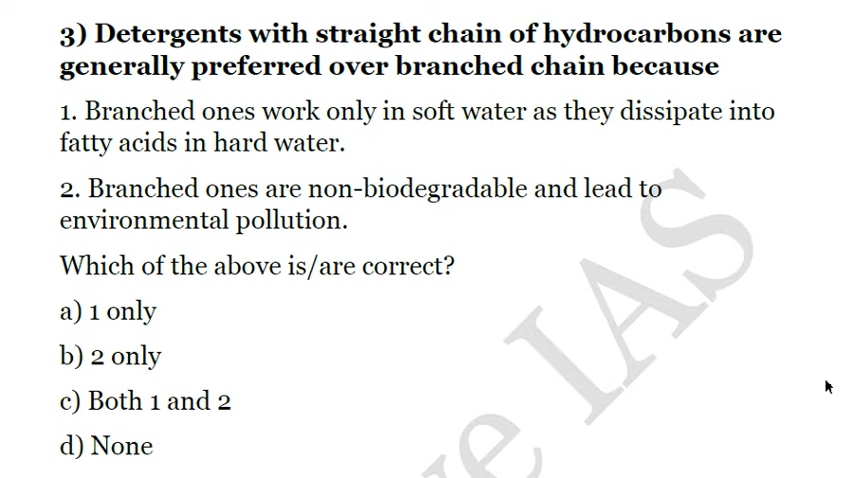 3) Detergents with straight chain of hydrocarbons are
generally preferred over branched chain because
1. Branched ones work only in soft water as they dissipate into
fatty acids in hard water.
2. Branched ones are non-biodegradable and lead to
environmental pollution.
Which of the above is/are correct?
a) 1 only
b) 2 only
c) Both 1 and 2
d) None
IAS